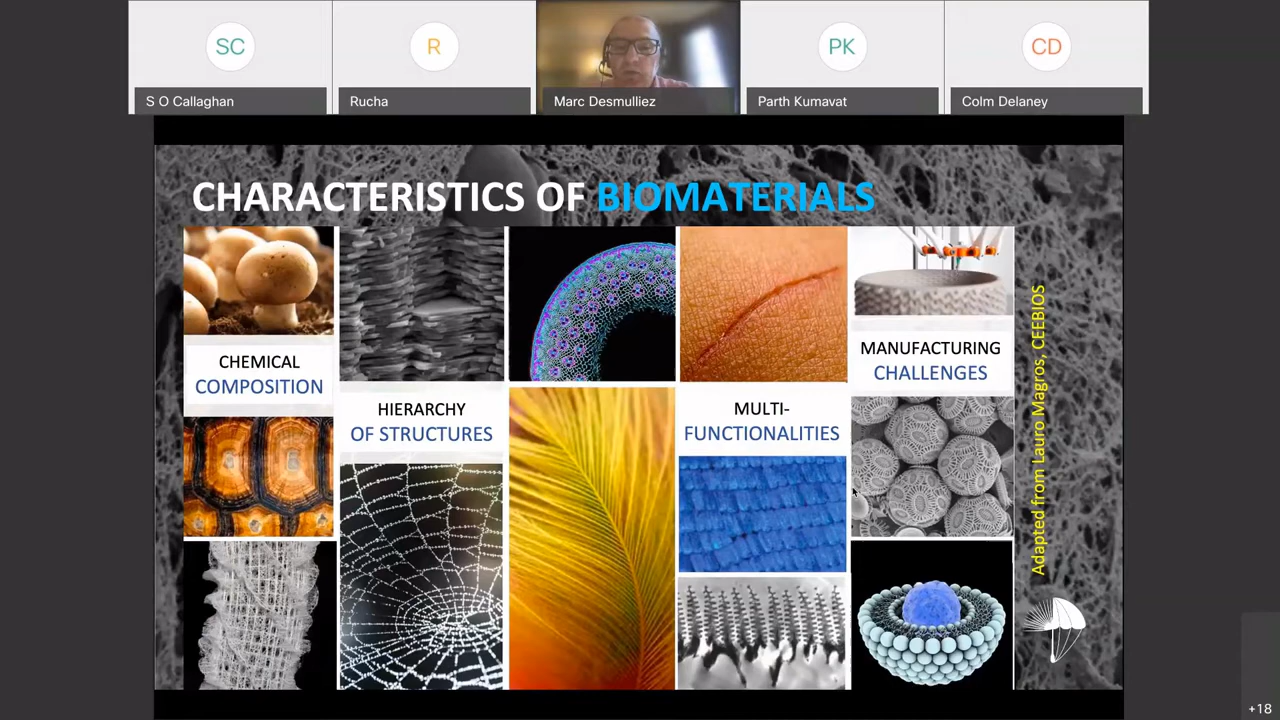 SC
R
PK
CD
S O Callaghan
Rucha
Marc Desmulliez
Parth Kumavat
Colm Delaney
CHARACTERISTICS OF BIOMATERIALS
CHEMICAL
COMPOSITION
HIERARCHY
OF STRUCTURES
MULTI-
FUNCTIONALITIES
MANUFACTURING
CHALLENGES
Adapted from Lauro Magros, CEEBIOS
+18